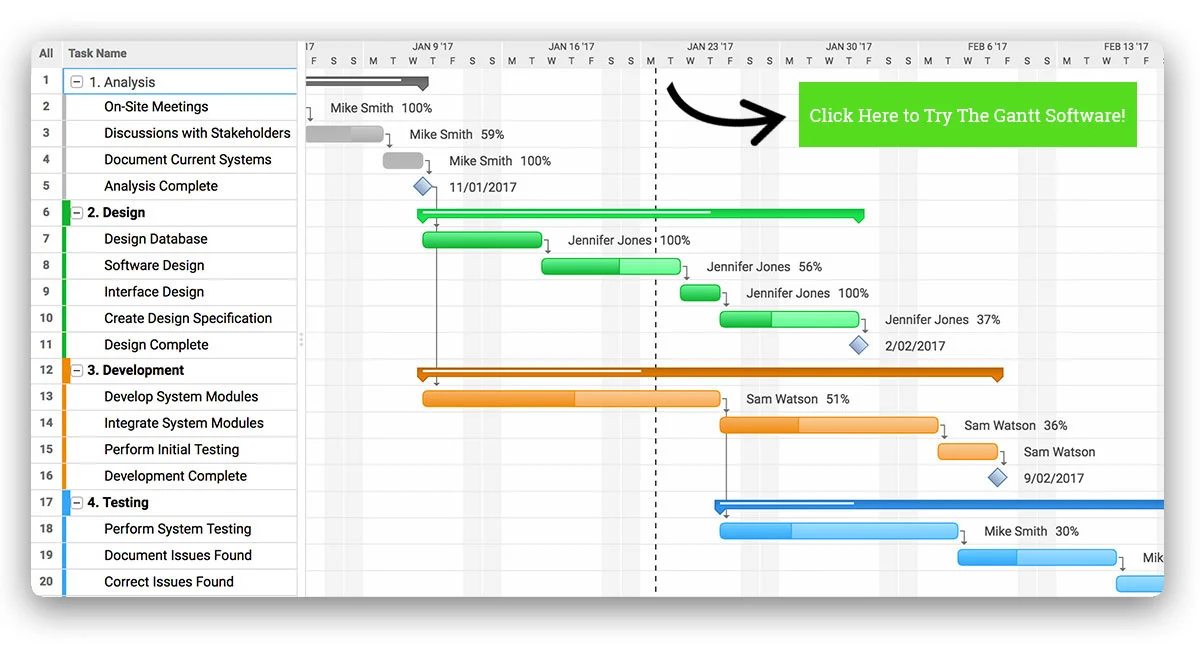 All Task Name '17 JAN 9 '17 JAN 16 '17 JAN 23 '17 JAN 30 '17 FEB 6 '17 FEB 13 '17
F S S M T W T F S S M T W T F S S M T W T F S S M T W T F S S M T W T F S S M T W T F
1 1. Analysis
Click Here to Try The Gantt Software!
2 On-Site Meetings Mike Smith 100%
3 Discussions with Stakeholders Mike Smith 59%
4 Document Current Systems Mike Smith 100%
5 Analysis Complete 11/01/2017
6 2. Design
7 Design Database Jennifer Jones 100%
8 Software Design Jennifer Jones 56%
9 Interface Design Jennifer Jones 100%
10 Create Design Specification Jennifer Jones 37%
11 Design Complete 2/02/2017
12 3. Development
13 Develop System Modules Sam Watson 51%
14 Integrate System Modules Sam Watson 36%
15 Perform Initial Testing Sam Watson
16 Development Complete 9/02/2017
17 4. Testing
18 Perform System Testing Mike Smith 30%
19 Document Issues Found Mik
20 Correct Issues Found